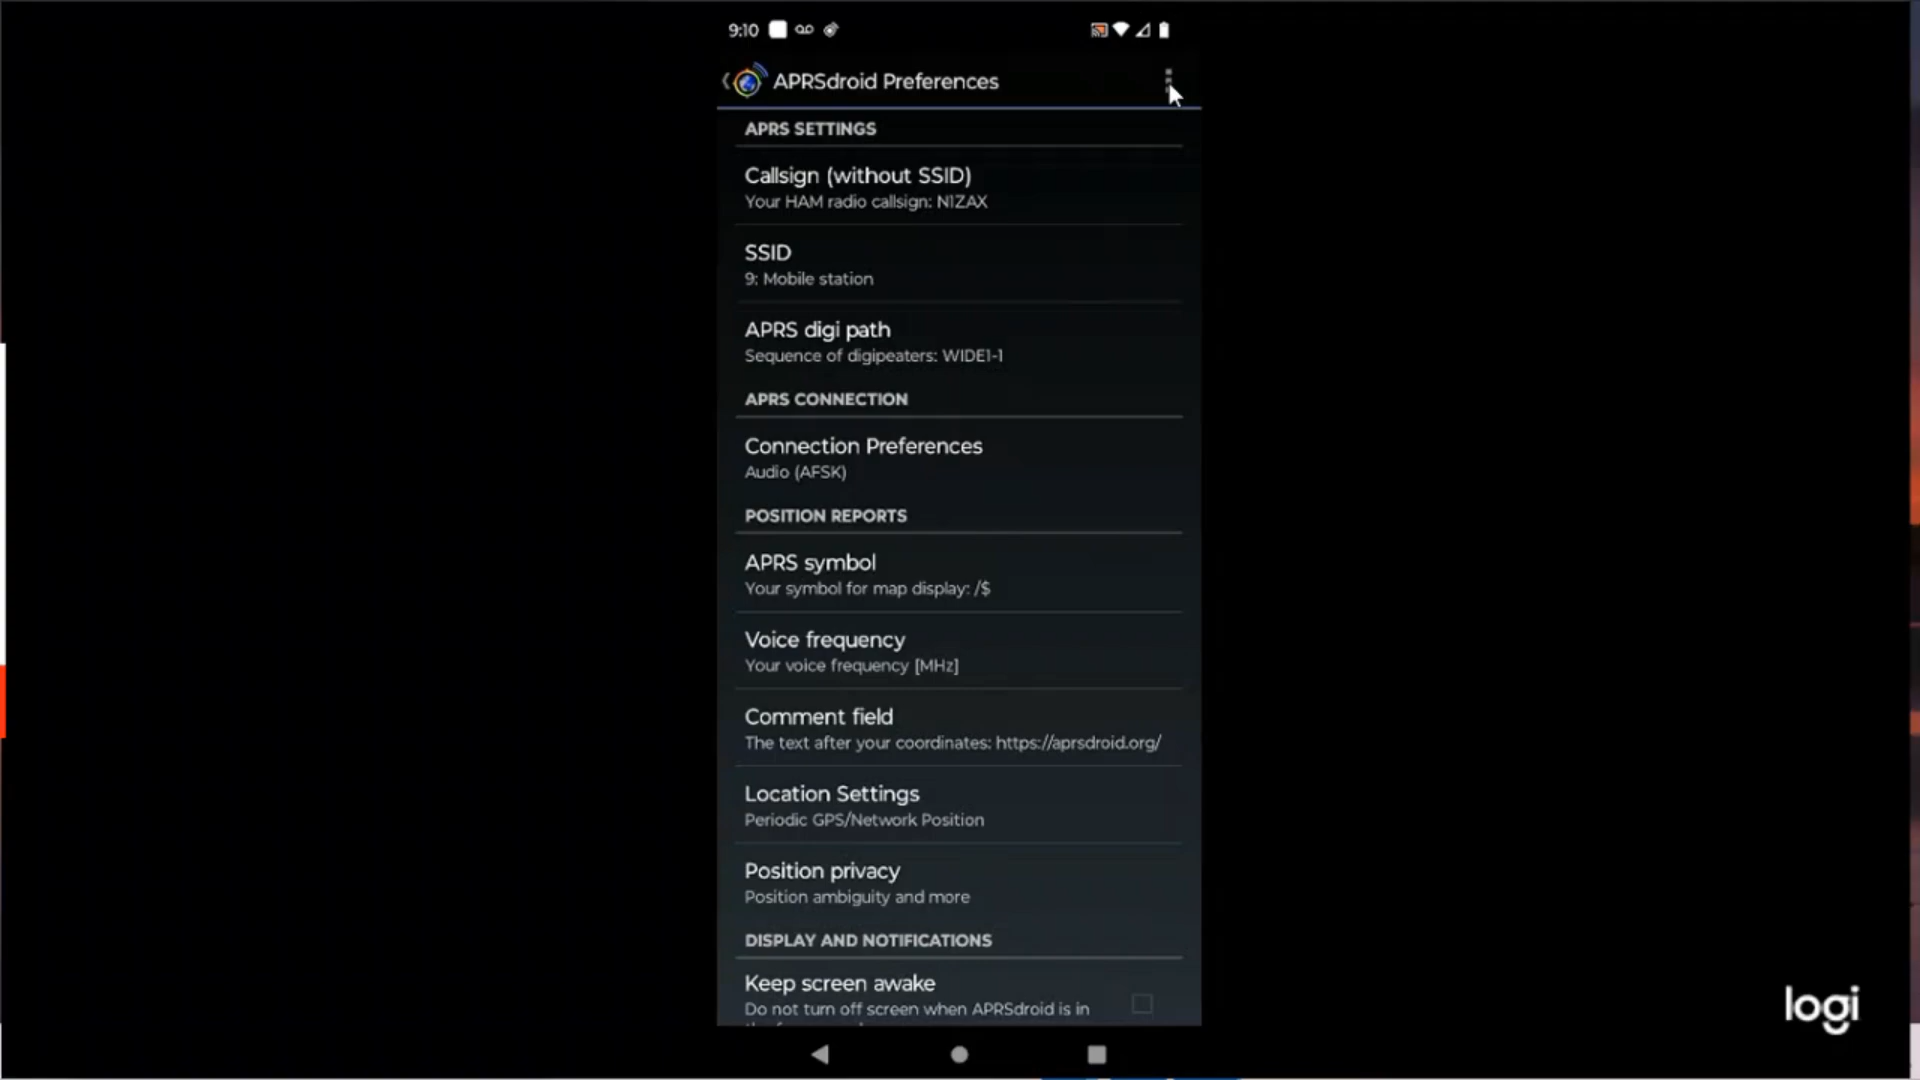 9:10
APRSdroid Preferences
APRS SETTINGS
Callsign (without SSID)
Your HAM radio callsign: N1ZAX
SSID
9: Mobile station
APRS digi path
Sequence of digipeaters: WIDE1-1
APRS CONNECTION
Connection Preferences
Audio (AFSK)
POSITION REPORTS
APRS symbol
Your symbol for map display: /$
Voice frequency
Your voice frequency [MHz]
Comment field
The text after your coordinates: https://aprsdroid.org/
Location Settings
Periodic GPS/Network Position
Position privacy
Position ambiguity and more
DISPLAY AND NOTIFICATIONS
Keep screen awake
Do not turn off screen when APRSdroid is in
logi